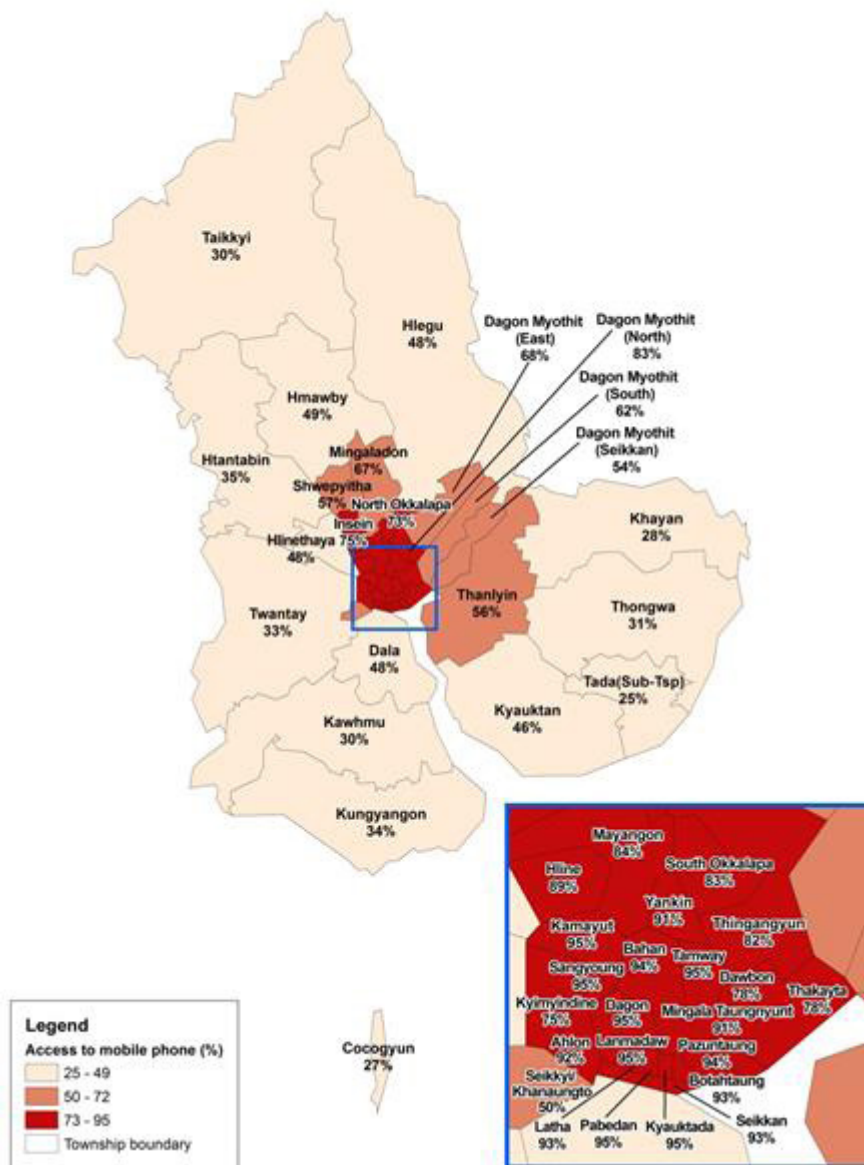 Taikkyi
30%
Hlegu
48%
Dagon Myothit
(East)
68%
Dagon Myothit
(North)
83%
Dagon Myothit
(South)
62%
Dagon Myothit
(Seikkan)
54%
Hmawby
49%
Htantabin
35%
Mingaladon
67%
Shwepyitha
57%
North Okkalapa
73%
Insein
75%
Hlinethaya
48%
Khayan
28%
Thanlyin
56%
Thongwa
31%
Twantay
33%
Dala
48%
Tada(Sub-Tsp)
25%
Kyauktan
46%
Kawhmu
30%
Kungyangon
34%
Cocogyun
27%
Mayangon
84%
South Okkalapa
83%
Hline
89%
Yankin
91%
Thingangyun
82%
Kamayut
95%
Bahan
94%
Tamway
95%
Sangyoung
95%
Dawbon
78%
Thakayta
78%
Kyimyindine
75%
Dagon
95%
Mingala Taungnyunt
91%
Ahlon
92%
Lanmadaw
95%
Pazuntaung
94%
Seikkyi/
Khanaungto
50%
Botahtaung
93%
Latha
93%
Pabedan
95%
Kyauktada
95%
Seikkan
93%
Legend
Access to mobile phone (%)
25 - 49
50 - 72
73 - 95
Township boundary